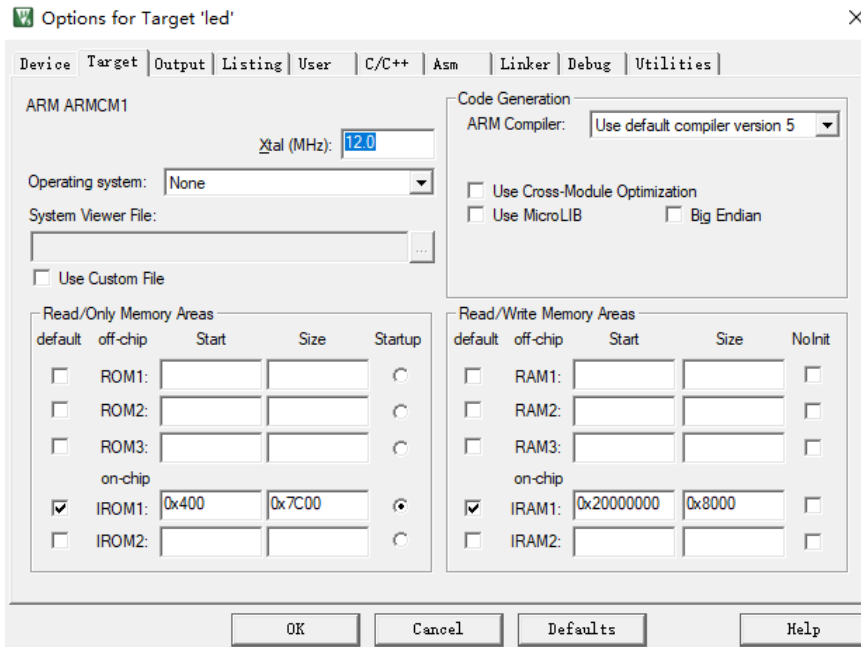 Options for Target 'led'
Device Target Output Listing User C/C++ Asm Linker Debug Utilities
ARM ARMCM1
Xtal (MHz): 12.0
Operating system: None
System Viewer File:
...
Use Custom File
Code Generation
ARM Compiler: Use default compiler version 5
Use Cross-Module Optimization
Use MicroLIB Big Endian
Read/Only Memory Areas
default off-chip Start Size Startup
ROM1:
ROM2:
ROM3:
on-chip
IROM1: 0x400 0x7C00
IROM2:
Read/Write Memory Areas
default off-chip Start Size NoInit
RAM1:
RAM2:
RAM3:
on-chip
IRAM1: 0x20000000 0x8000
IRAM2:
OK Cancel Defaults Help